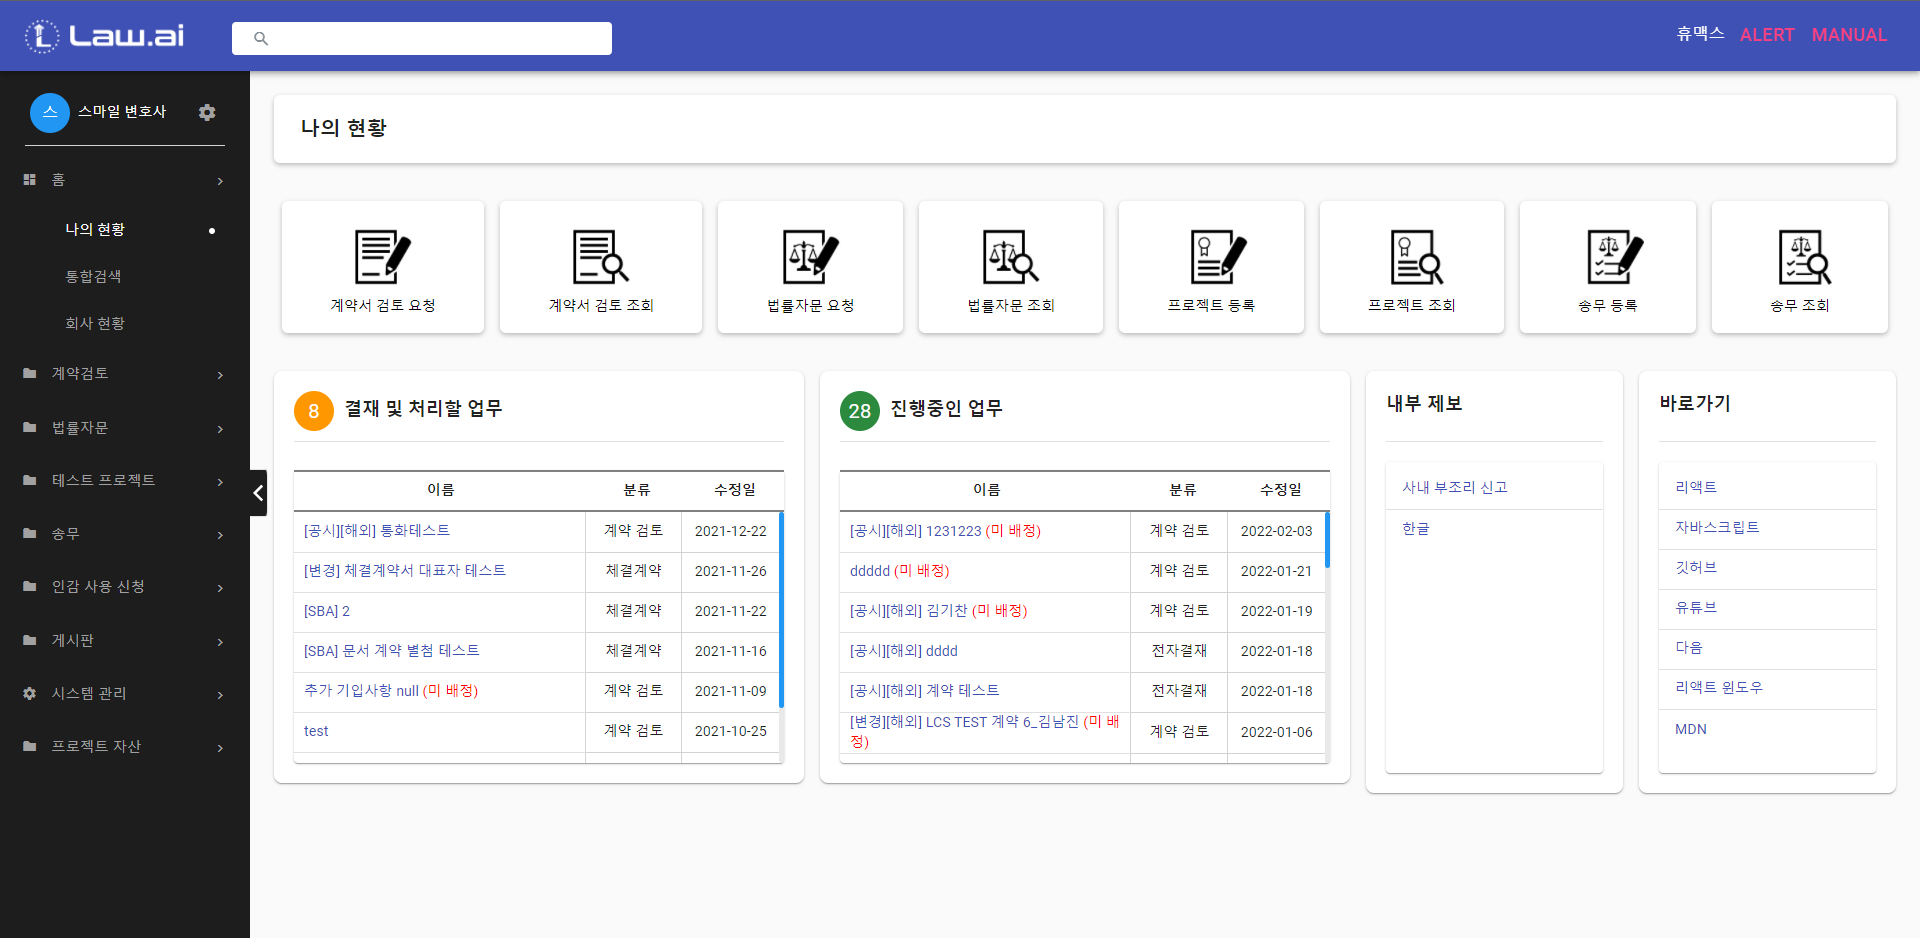 Law.ai
휴맥스 ALERT MANUAL
스 스마일 변호사
홈
나의 현황
통합검색
회사 현황
계약검토
법률자문
테스트 프로젝트
송무
인감 사용 신청
게시판
시스템 관리
프로젝트 자산
나의 현황
계약서 검토 요청
계약서 검토 조회
법률자문 요청
법률자문 조회
프로젝트 등록
프로젝트 조회
송무 등록
송무 조회
8 결재 및 처리할 업무
이름 분류 수정일
[공시][해외] 통화테스트 계약 검토 2021-12-22
[변경] 체결계약서 대표자 테스트 체결계약 2021-11-26
[SBA] 2 체결계약 2021-11-22
[SBA] 문서 계약 별첨 테스트 체결계약 2021-11-16
추가 기입사항 null (미 배정) 계약 검토 2021-11-09
test 계약 검토 2021-10-25
28 진행중인 업무
이름 분류 수정일
[공시][해외] 1231223 (미 배정) 계약 검토 2022-02-03
ddddd (미 배정) 계약 검토 2022-01-21
[공시][해외] 김기찬 (미 배정) 계약 검토 2022-01-19
[공시][해외] dddd 전자결재 2022-01-18
[공시][해외] 계약 테스트 전자결재 2022-01-18
[변경][해외] LCS TEST 계약 6_김남진 (미 배
정) 계약 검토 2022-01-06
내부 제보
사내 부조리 신고
한글
바로가기
리액트
자바스크립트
깃허브
유튜브
다음
리액트 윈도우
MDN